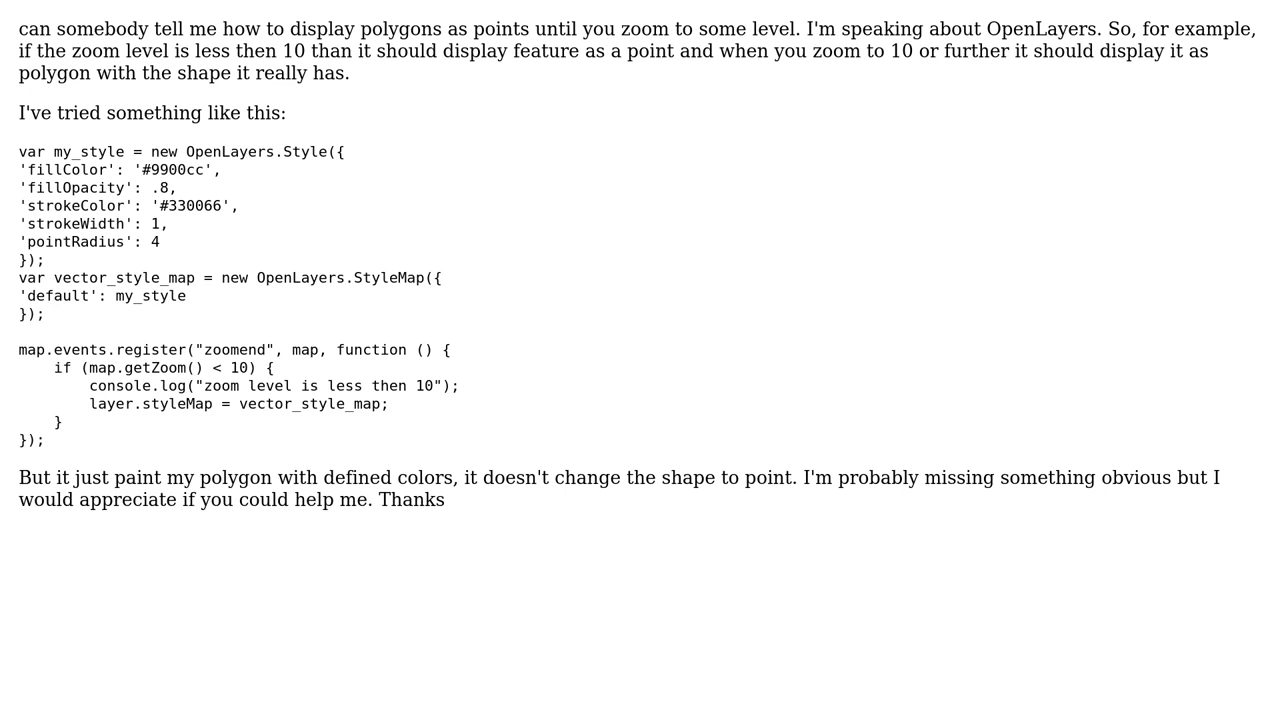 can somebody tell me how to display polygons as points until you zoom to some level. I'm speaking about OpenLayers. So, for example,
if the zoom level is less then 10 than it should display feature as a point and when you zoom to 10 or further it should display it as
polygon with the shape it really has.
I've tried something like this:
var my_style = new OpenLayers.Style({
'fillColor': '#9900cc',
'fillOpacity': .8,
'strokeColor': '#330066',
'strokeWidth': 1,
'pointRadius': 4
});
var vector_style_map = new OpenLayers.StyleMap({
'default': my_style
});
map.events.register("zoomend", map, function () {
    if (map.getZoom() < 10) {
        console.log("zoom level is less then 10");
        layer.styleMap = vector_style_map;
    }
});
But it just paint my polygon with defined colors, it doesn't change the shape to point. I'm probably missing something obvious but I
would appreciate if you could help me. Thanks